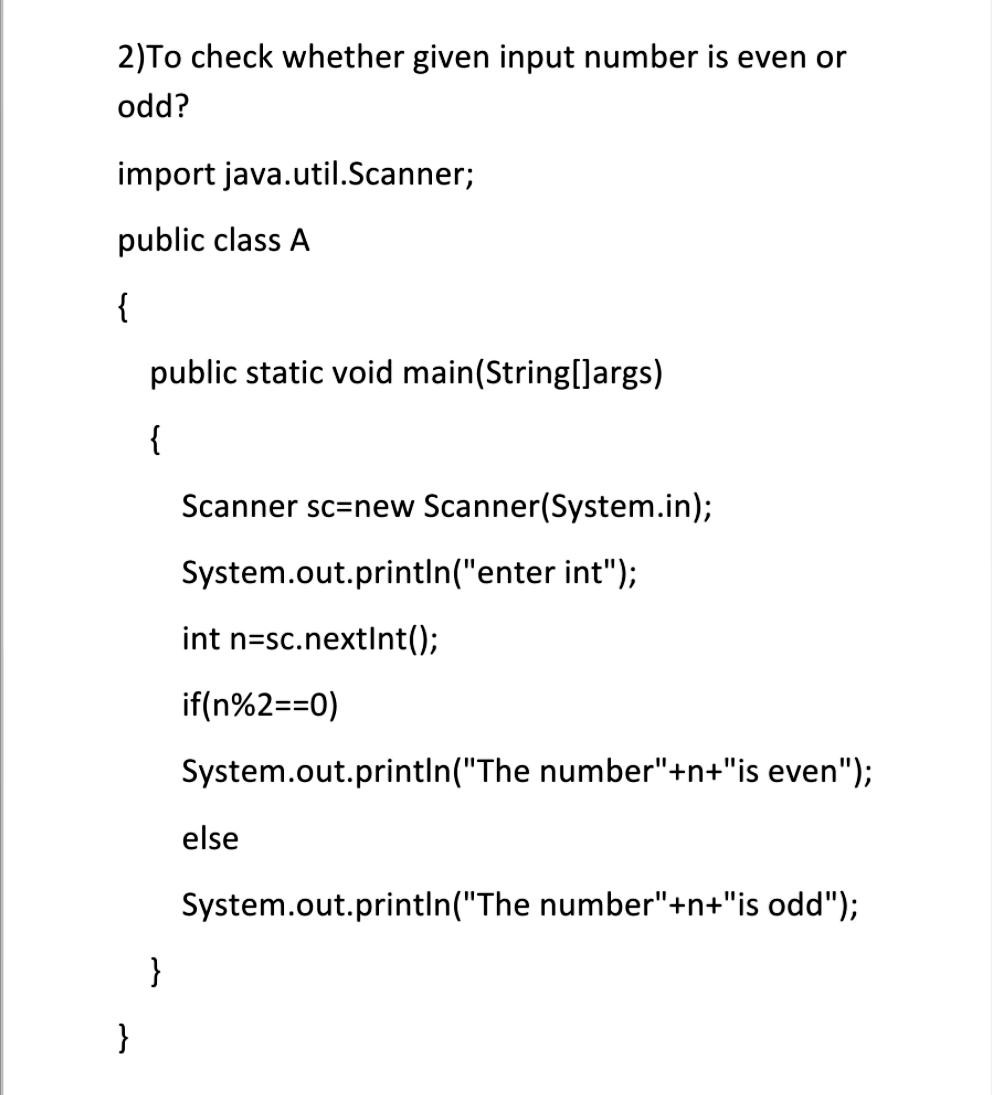 2)To check whether given input number is even or
odd?
import java.util.Scanner;
public class A
{
public static void main(String[]args)
{
Scanner sc=new Scanner(System.in);
System.out.println("enter int");
int n=sc.nextInt();
if(n%2==0)
System.out.println("The number"+n+"is even");
else
System.out.println("The number"+n+"is odd");
}
}